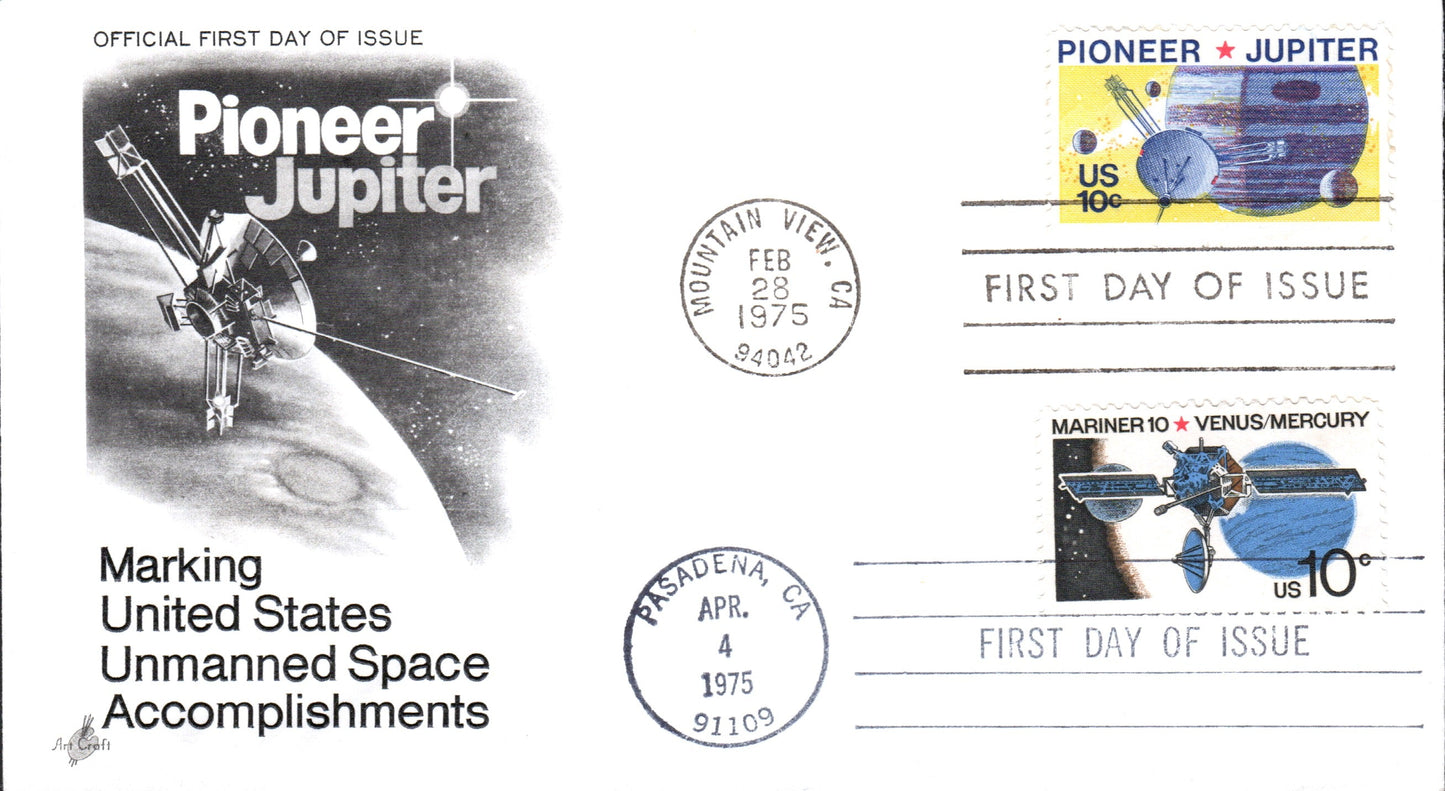 OFFICIAL FIRST DAY OF ISSUE
Pioneer
Jupiter
Marking
United States
Unmanned Space
Accomplishments
Art Craft
PIONEER ★ JUPITER
US
10c
MOUNTAIN VIEW, CA
FEB
28
1975
94042
FIRST DAY OF ISSUE
MARINER 10 ★ VENUS/MERCURY
US 10c
PASADENA, CA
APR.
4
1975
91109
FIRST DAY OF ISSUE